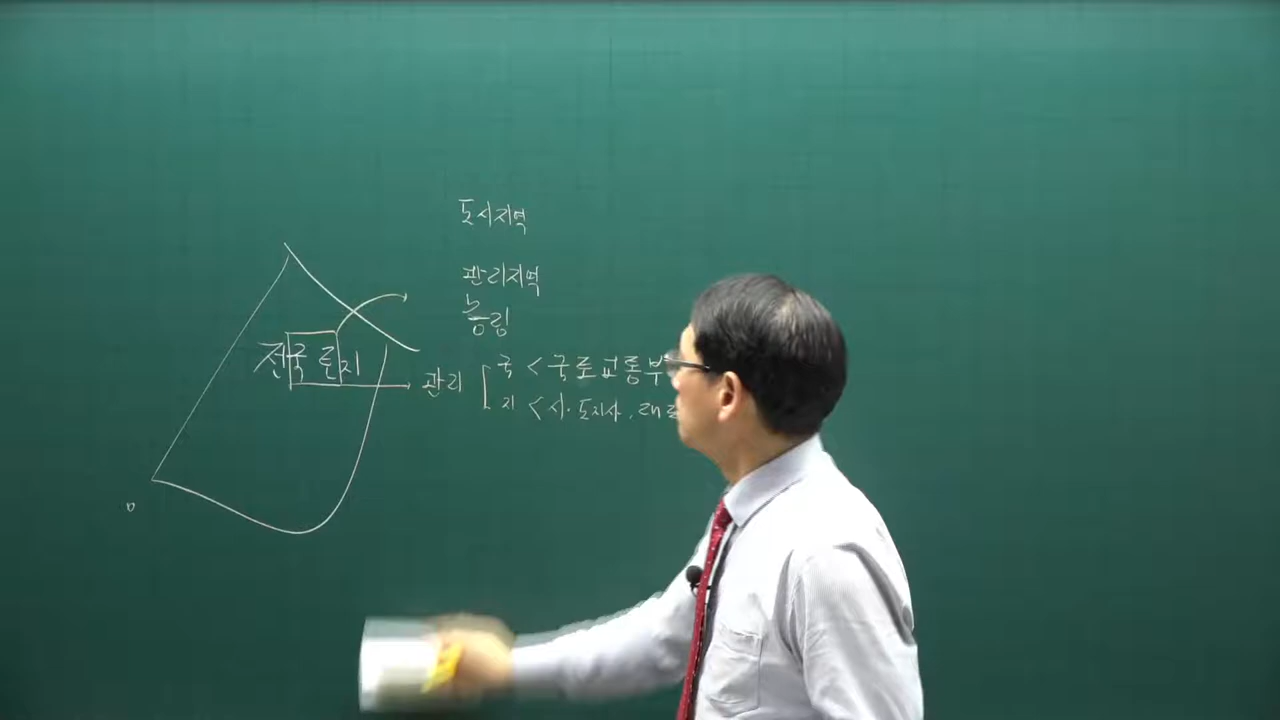 도시지역
관리지역
농림
전국토지
관리
국 < 국토교통부
지 < 시·도지사, 대